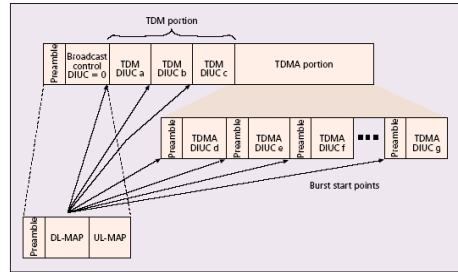 TDM portion
Preamble
Broadcast
control
DIUC = 0
TDM
DIUC a
TDM
DIUC b
TDM
DIUC c
TDMA portion
Preamble
TDMA
DIUC d
Preamble
TDMA
DIUC e
Preamble
TDMA
DIUC f
Preamble
TDMA
DIUC g
Burst start points
Preamble
DL-MAP
UL-MAP